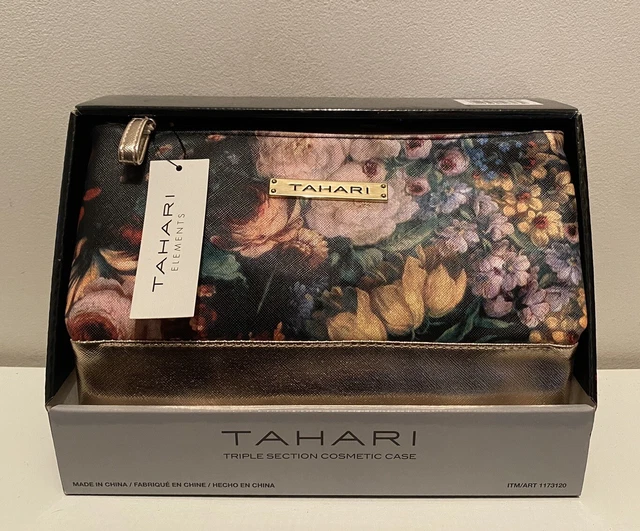 TAHARI
TAHARI
ELEMENTS
TAHARI
TRIPLE SECTION COSMETIC CASE
MADE IN CHINA / FABRIQUÉ EN CHINE / HECHO EN CHINA
ITM/ART 1173120